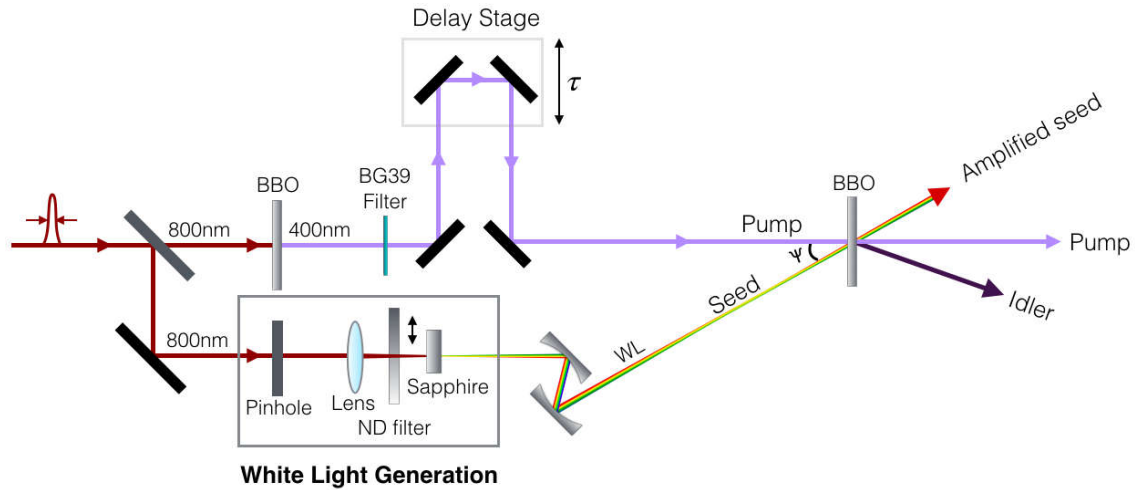 Delay Stage
τ
BBO
BG39
Filter
800nm
400nm
BBO
Amplified seed
Pump
Pump
ψ
Seed
Idler
WL
800nm
Pinhole
Lens
Sapphire
ND filter
White Light Generation